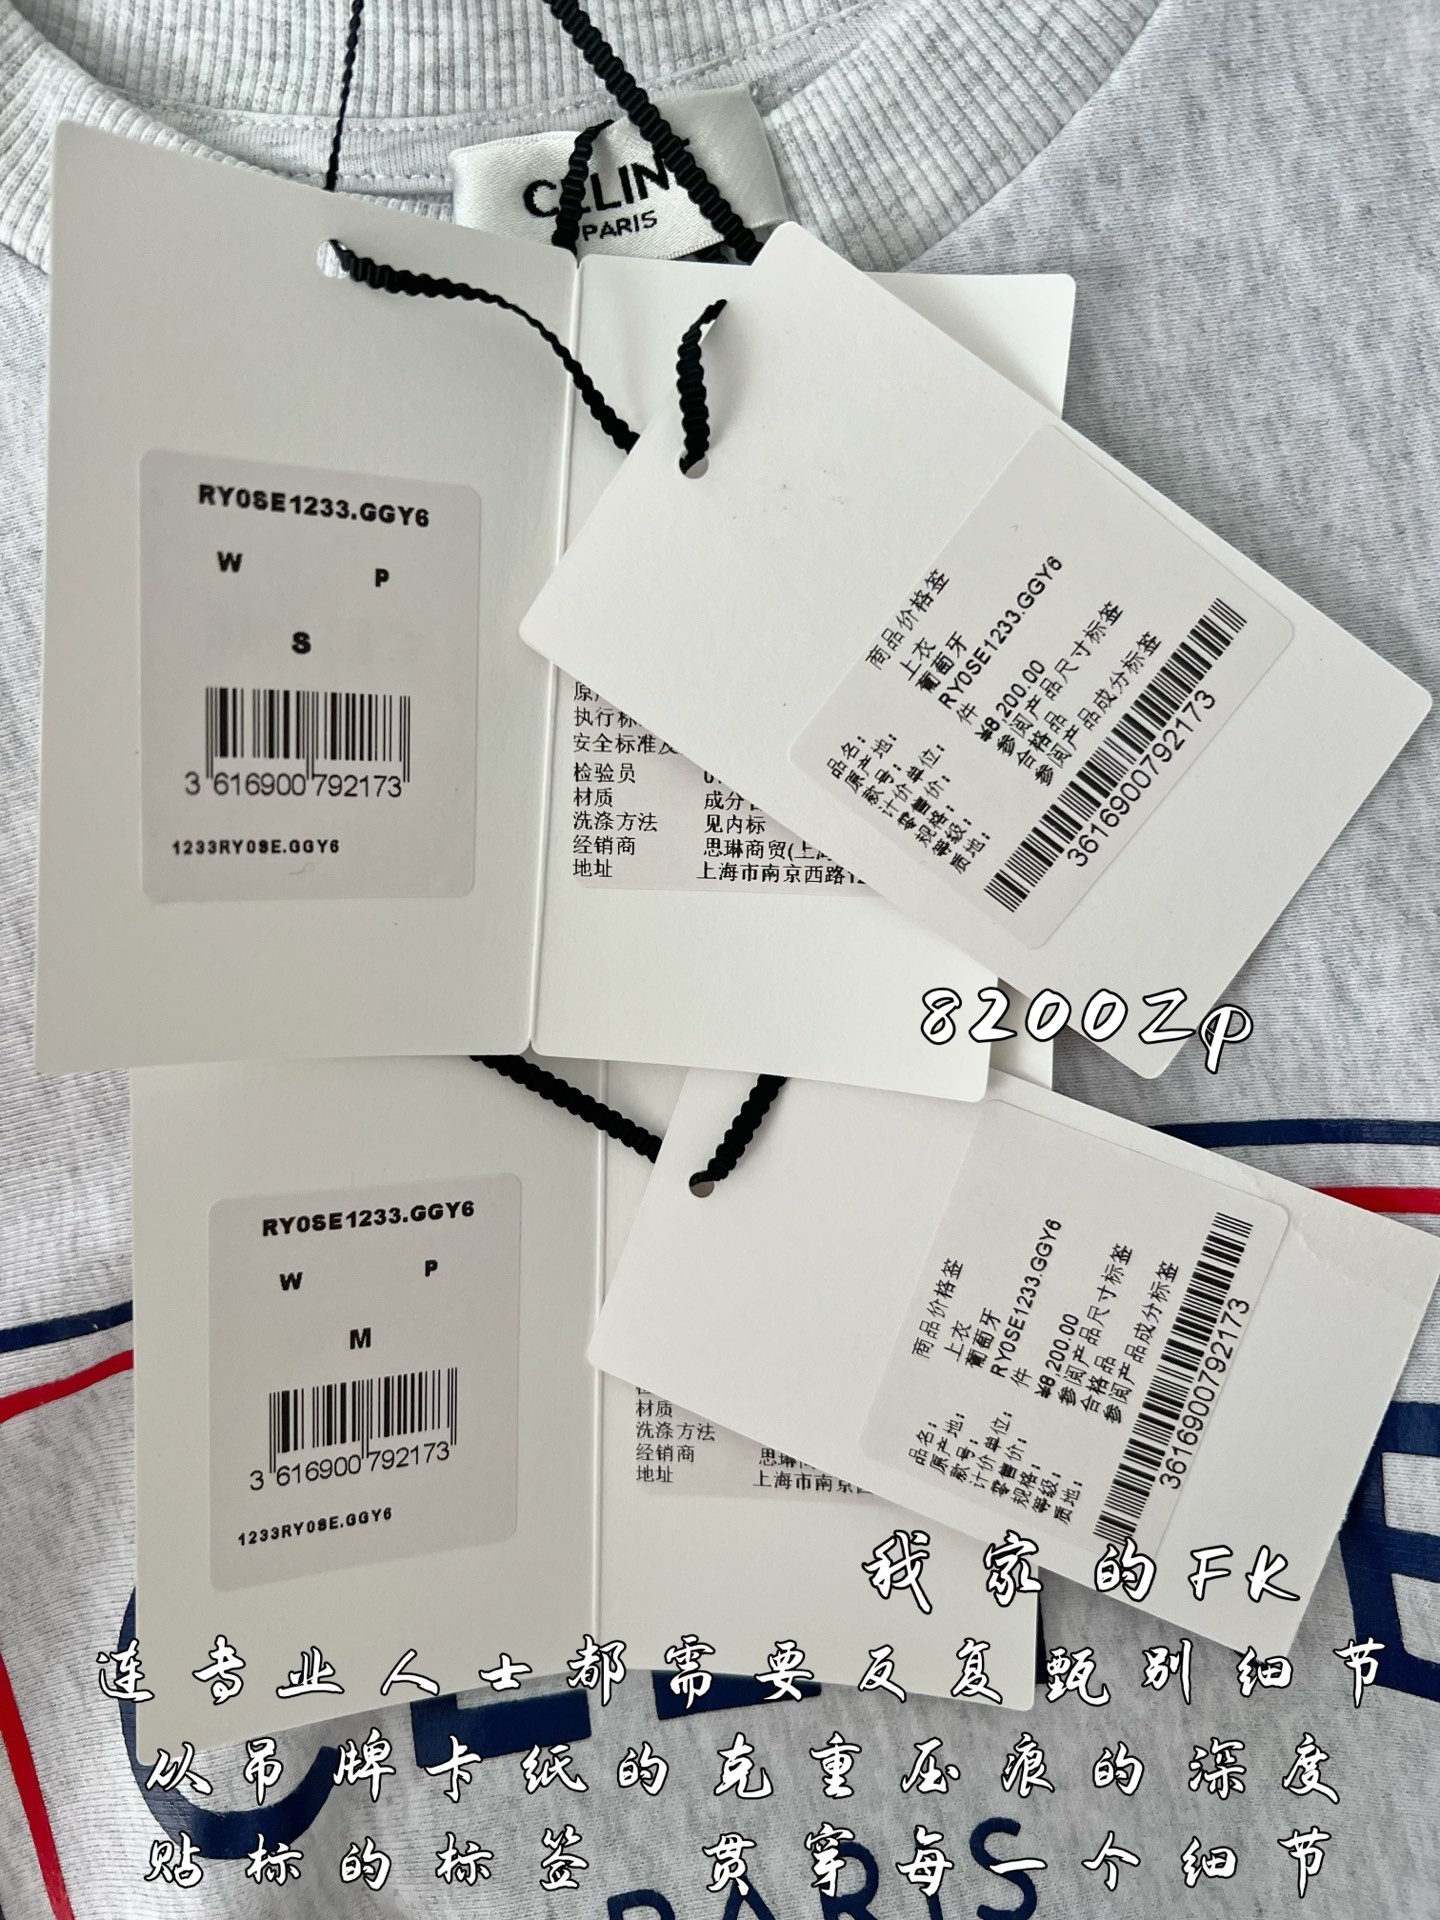 PARIS
RY0SE1233.GGY6
W P
S
3 616900 792173
1233RY0SE.GGY6
执行标
安全标准及
检验员
材质 成分
洗涤方法 见内标
经销商 思琳商贸(上海
地址 上海市南京西路12
商品价格签
品名: 上衣
原产地: 葡萄牙
款号: RY0SE1233.GGY6
计价单位: 件
零售价: ¥8,200.00
规格: 参阅产品尺寸标签
等级: 合格品
质地: 参阅产品成分标签
3616900792173
8200Zp
RY0SE1233.GGY6
W P
M
3 616900 792173
1233RY0SE.GGY6
材质
洗涤方法
经销商 思琳
地址 上海市南京
商品价格签
品名: 上衣
原产地: 葡萄牙
款号: RY0SE1233.GGY6
计价单位: 件
零售价: ¥8,200.00
规格: 参阅产品尺寸标签
等级: 合格品
质地: 参阅产品成分标签
3616900792173
我家的FK
连专业人士都需要反复甄别细节
从吊牌卡纸的克重压痕的深度
贴标的标签 贯穿每一个细节
PARIS